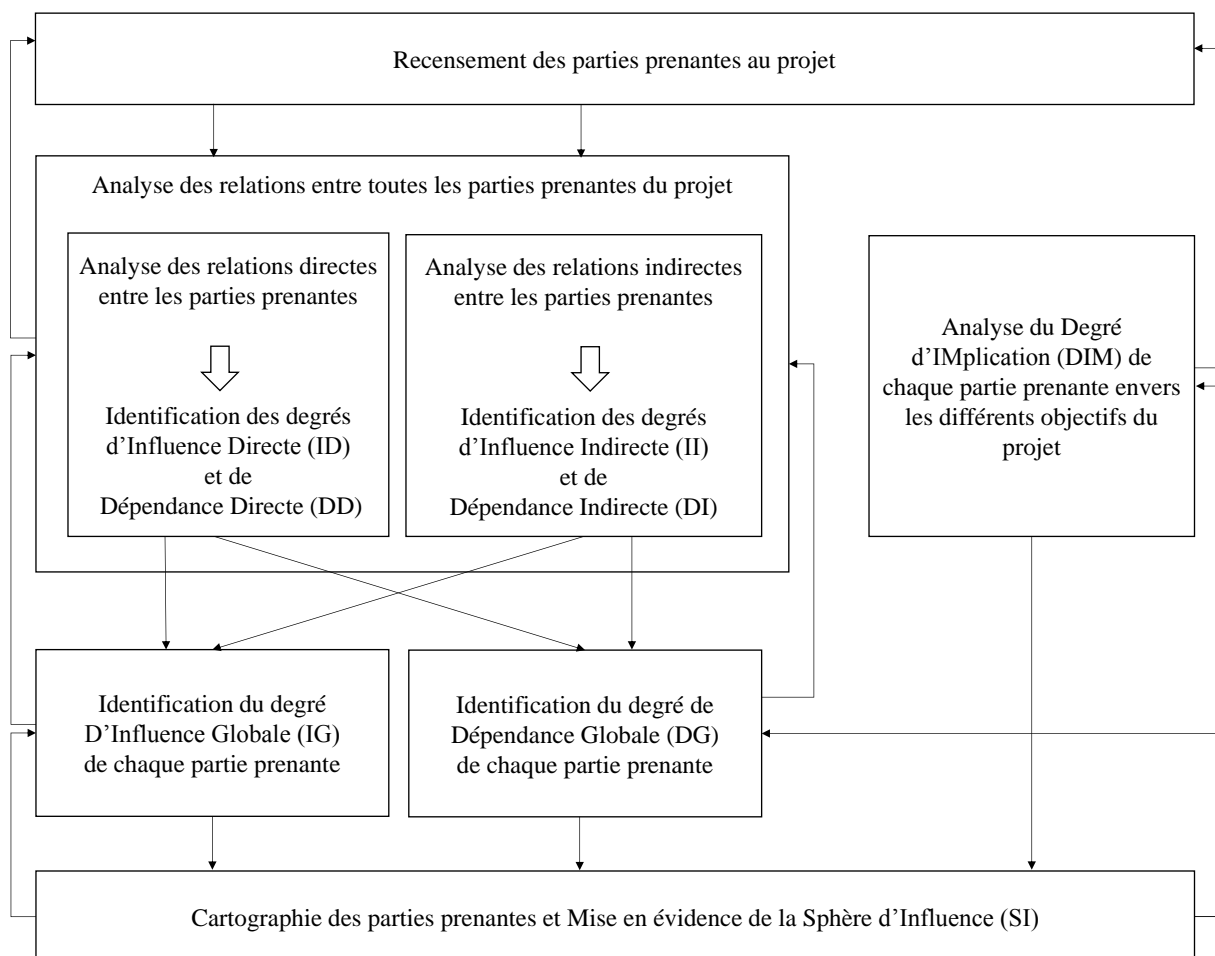 Recensement des parties prenantes au projet
Analyse des relations entre toutes les parties prenantes du projet
Analyse des relations directes
entre les parties prenantes
Identification des degrés
d’Influence Directe (ID)
et de
Dépendance Directe (DD)
Analyse des relations indirectes
entre les parties prenantes
Identification des degrés
d’Influence Indirecte (II)
et de
Dépendance Indirecte (DI)
Analyse du Degré
d’IMplication (DIM) de
chaque partie prenante envers
les différents objectifs du
projet
Identification du degré
D’Influence Globale (IG)
de chaque partie prenante
Identification du degré de
Dépendance Globale (DG)
de chaque partie prenante
Cartographie des parties prenantes et Mise en évidence de la Sphère d’Influence (SI)